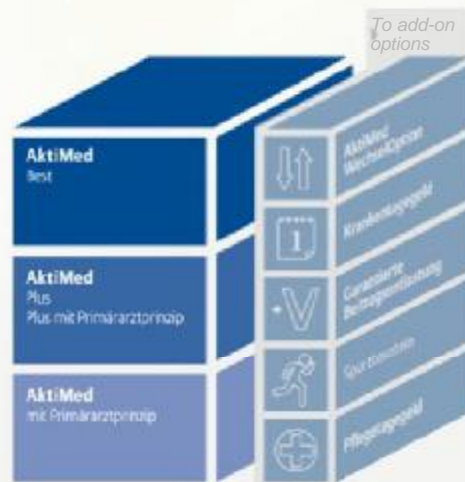 To add-on
options
AktiMed
Best
AktiMed
Plus
Plus mit Primärarztprinzip
AktiMed
mit Primärarztprinzip
AktiMed
WechselOption
Krankentagegeld
1
Garantierte
Beitragsentlastung
V
Pflegetagegeld